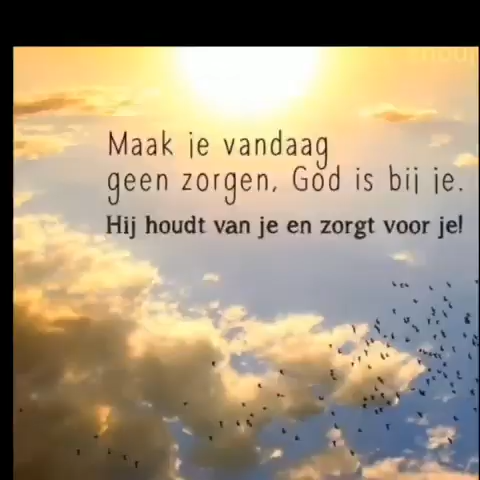 Maak je vandaag
geen zorgen, God is bij je.
Hij houdt van je en zorgt voor je!